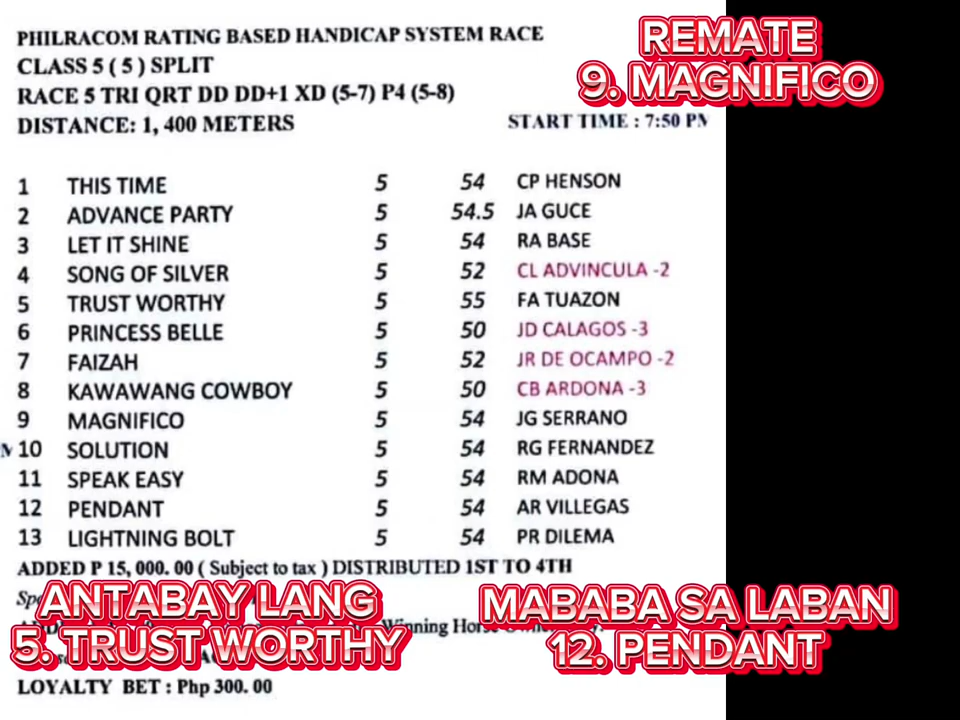 PHILRACOM RATING BASED HANDICAP SYSTEM RACE
CLASS 5 ( 5 ) SPLIT
RACE 5 TRI QRT DD DD+1 XD (5-7) P4 (5-8)
DISTANCE: 1, 400 METERS START TIME : 7:50 PM
REMATE
9. MAGNIFICO
1 THIS TIME 5 54 CP HENSON
2 ADVANCE PARTY 5 54.5 JA GUCE
3 LET IT SHINE 5 54 RA BASE
4 SONG OF SILVER 5 52 CL ADVINCULA -2
5 TRUST WORTHY 5 55 FA TUAZON
6 PRINCESS BELLE 5 50 JD CALAGOS -3
7 FAIZAH 5 52 JR DE OCAMPO -2
8 KAWAWANG COWBOY 5 50 CB ARDONA -3
9 MAGNIFICO 5 54 JG SERRANO
10 SOLUTION 5 54 RG FERNANDEZ
11 SPEAK EASY 5 54 RM ADONA
12 PENDANT 5 54 AR VILLEGAS
13 LIGHTNING BOLT 5 54 PR DILEMA
ADDED P 15, 000. 00 ( Subject to tax ) DISTRIBUTED 1ST TO 4TH
ANTABAY LANG
5. TRUST WORTHY
Winning
MABABA SA LABAN
12. PENDANT
LOYALTY BET : Php 300. 00